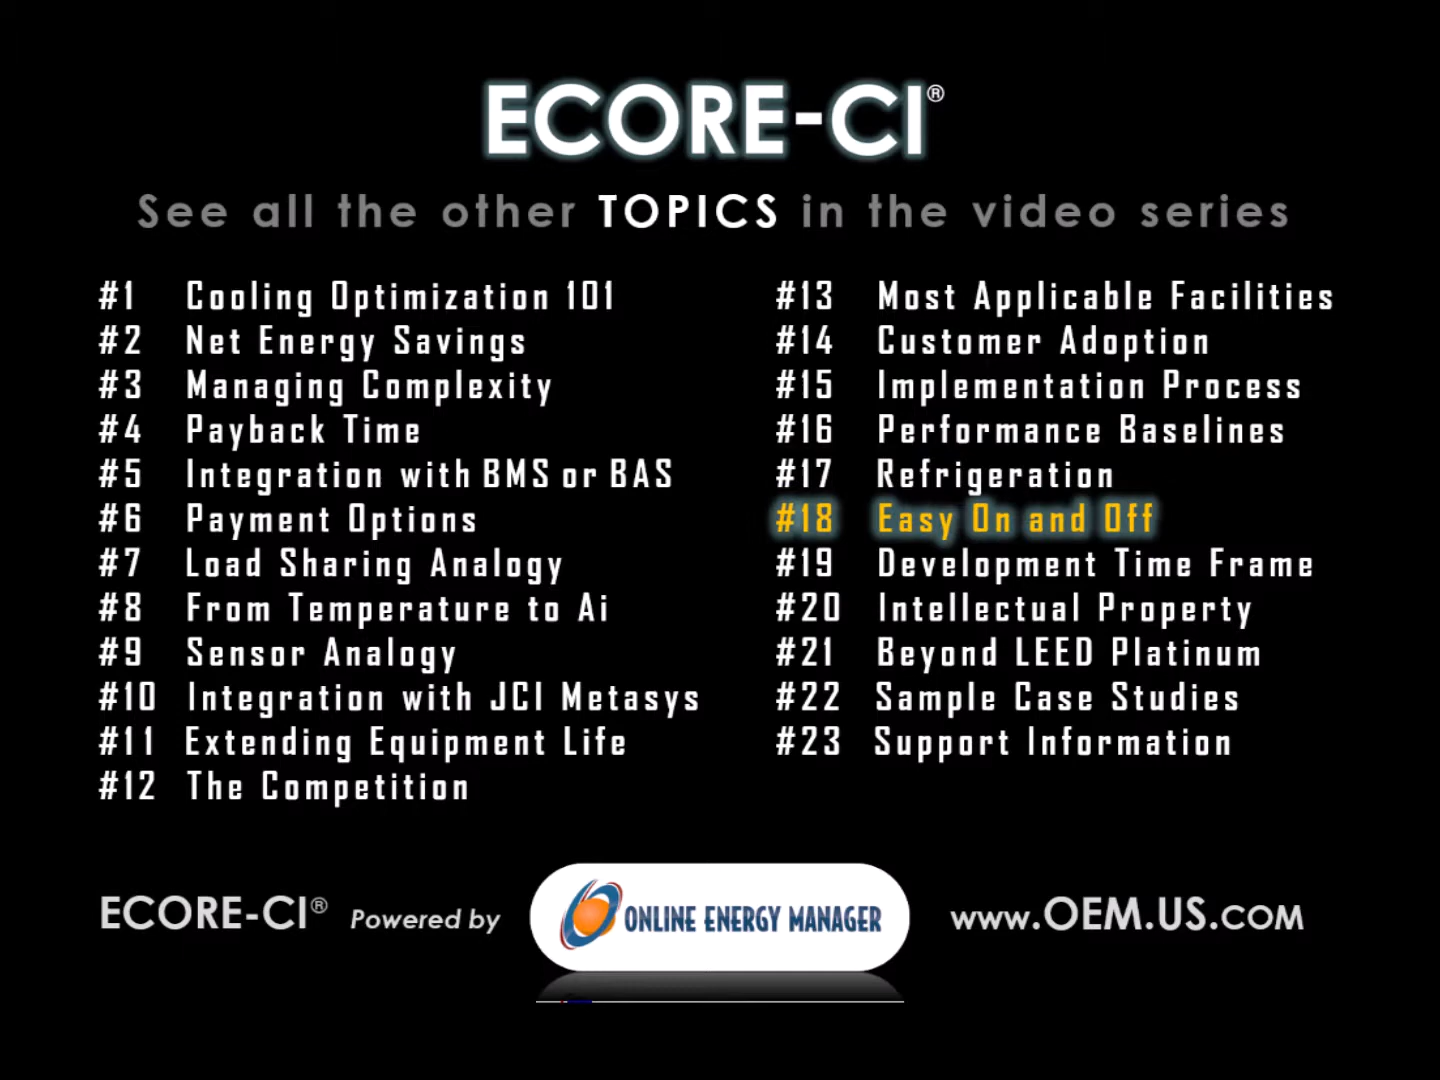 ECORE-CI®
See all the other TOPICS in the video series
#1 Cooling Optimization 101
#2 Net Energy Savings
#3 Managing Complexity
#4 Payback Time
#5 Integration with BMS or BAS
#6 Payment Options
#7 Load Sharing Analogy
#8 From Temperature to Ai
#9 Sensor Analogy
#10 Integration with JCI Metasys
#11 Extending Equipment Life
#12 The Competition
#13 Most Applicable Facilities
#14 Customer Adoption
#15 Implementation Process
#16 Performance Baselines
#17 Refrigeration
#18 Easy On and Off
#19 Development Time Frame
#20 Intellectual Property
#21 Beyond LEED Platinum
#22 Sample Case Studies
#23 Support Information
ECORE-CI® Powered by ONLINE ENERGY MANAGER www.OEM.US.COM